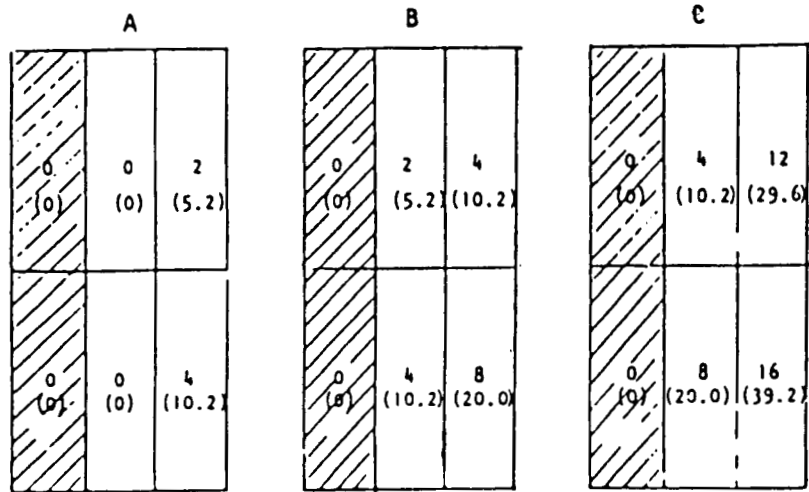 A B C
0 0 2 0 2 4 0 4 12
(0) (0) (5.2) (0) (5.2) (10.2) (0) (10.2) (29.6)
0 0 4 0 4 8 0 8 16
(0) (0) (10.2) (0) (10.2) (20.0) (0) (20.0) (39.2)